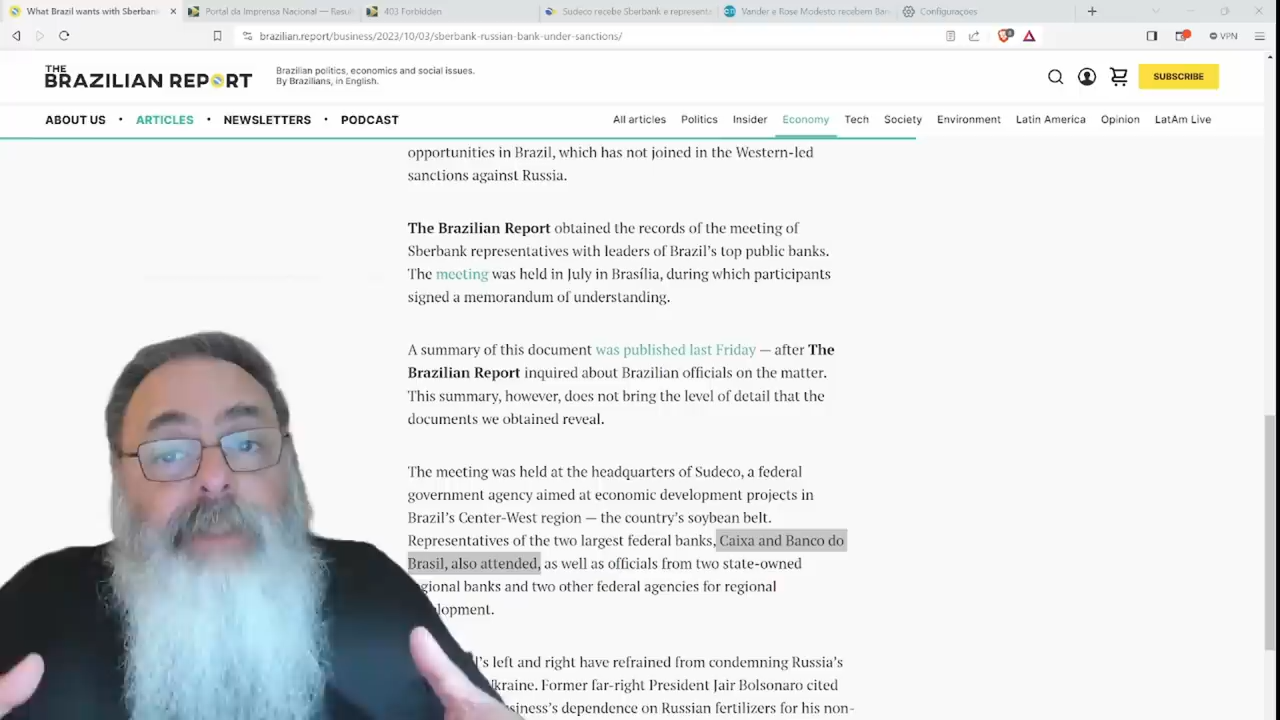 What Brazil wants with Sberban
Portal da Imprensa Nacional — Resul
403 Forbidden
Sudeco recebe Sberbank e representa
Vander e Rose Modesto recebem Ban
Configurações
brazilian.report/business/2023/10/03/sberbank-russian-bank-under-sanctions/
VPN
THE
BRAZILIAN REPORT
Brazilian politics, economics and social issues.
By Brazilians, in English.
SUBSCRIBE
ABOUT US • ARTICLES • NEWSLETTERS • PODCAST
All articles Politics Insider Economy Tech Society Environment Latin America Opinion LatAm Live
opportunities in Brazil, which has not joined in the Western-led
sanctions against Russia.
The Brazilian Report obtained the records of the meeting of
Sberbank representatives with leaders of Brazil's top public banks.
The meeting was held in July in Brasília, during which participants
signed a memorandum of understanding.
A summary of this document was published last Friday — after The
Brazilian Report inquired about Brazilian officials on the matter.
This summary, however, does not bring the level of detail that the
documents we obtained reveal.
The meeting was held at the headquarters of Sudeco, a federal
government agency aimed at economic development projects in
Brazil's Center-West region — the country's soybean belt.
Representatives of the two largest federal banks, Caixa and Banco do
Brasil, also attended, as well as officials from two state-owned
egional banks and two other federal agencies for regional
lopment.
l's left and right have refrained from condemning Russia's
kraine. Former far-right President Jair Bolsonaro cited
siness's dependence on Russian fertilizers for his non-